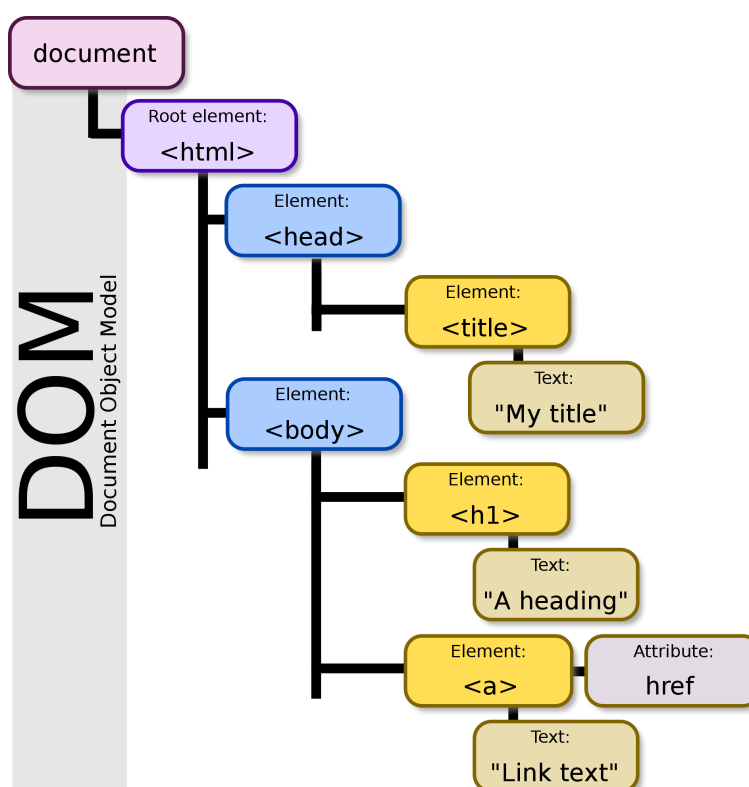 document
Root element:
<html>
Element:
<head>
Element:
<title>
Text:
"My title"
Element:
<body>
Element:
<h1>
Text:
"A heading"
Element:
<a>
Attribute:
href
Text:
"Link text"
DOM
Document Object Model